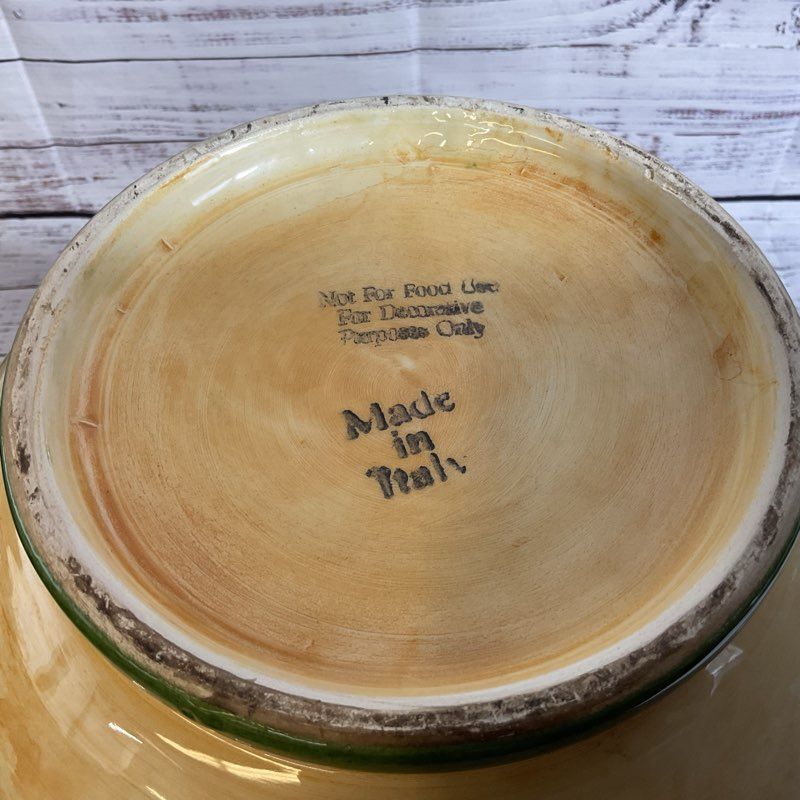 Not For Food Use
For Decorative
Purposes Only
Made
in
Italy